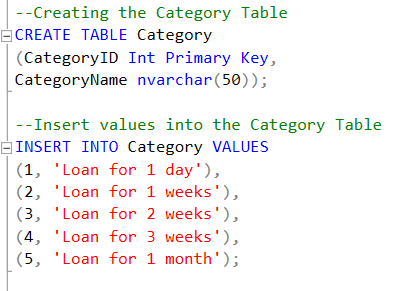 --Creating the Category Table
CREATE TABLE Category
(CategoryID Int Primary Key,
CategoryName nvarchar(50));
--Insert values into the Category Table
INSERT INTO Category VALUES
(1, 'Loan for 1 day'),
(2, 'Loan for 1 weeks'),
(3, 'Loan for 2 weeks'),
(4, 'Loan for 3 weeks'),
(5, 'Loan for 1 month');